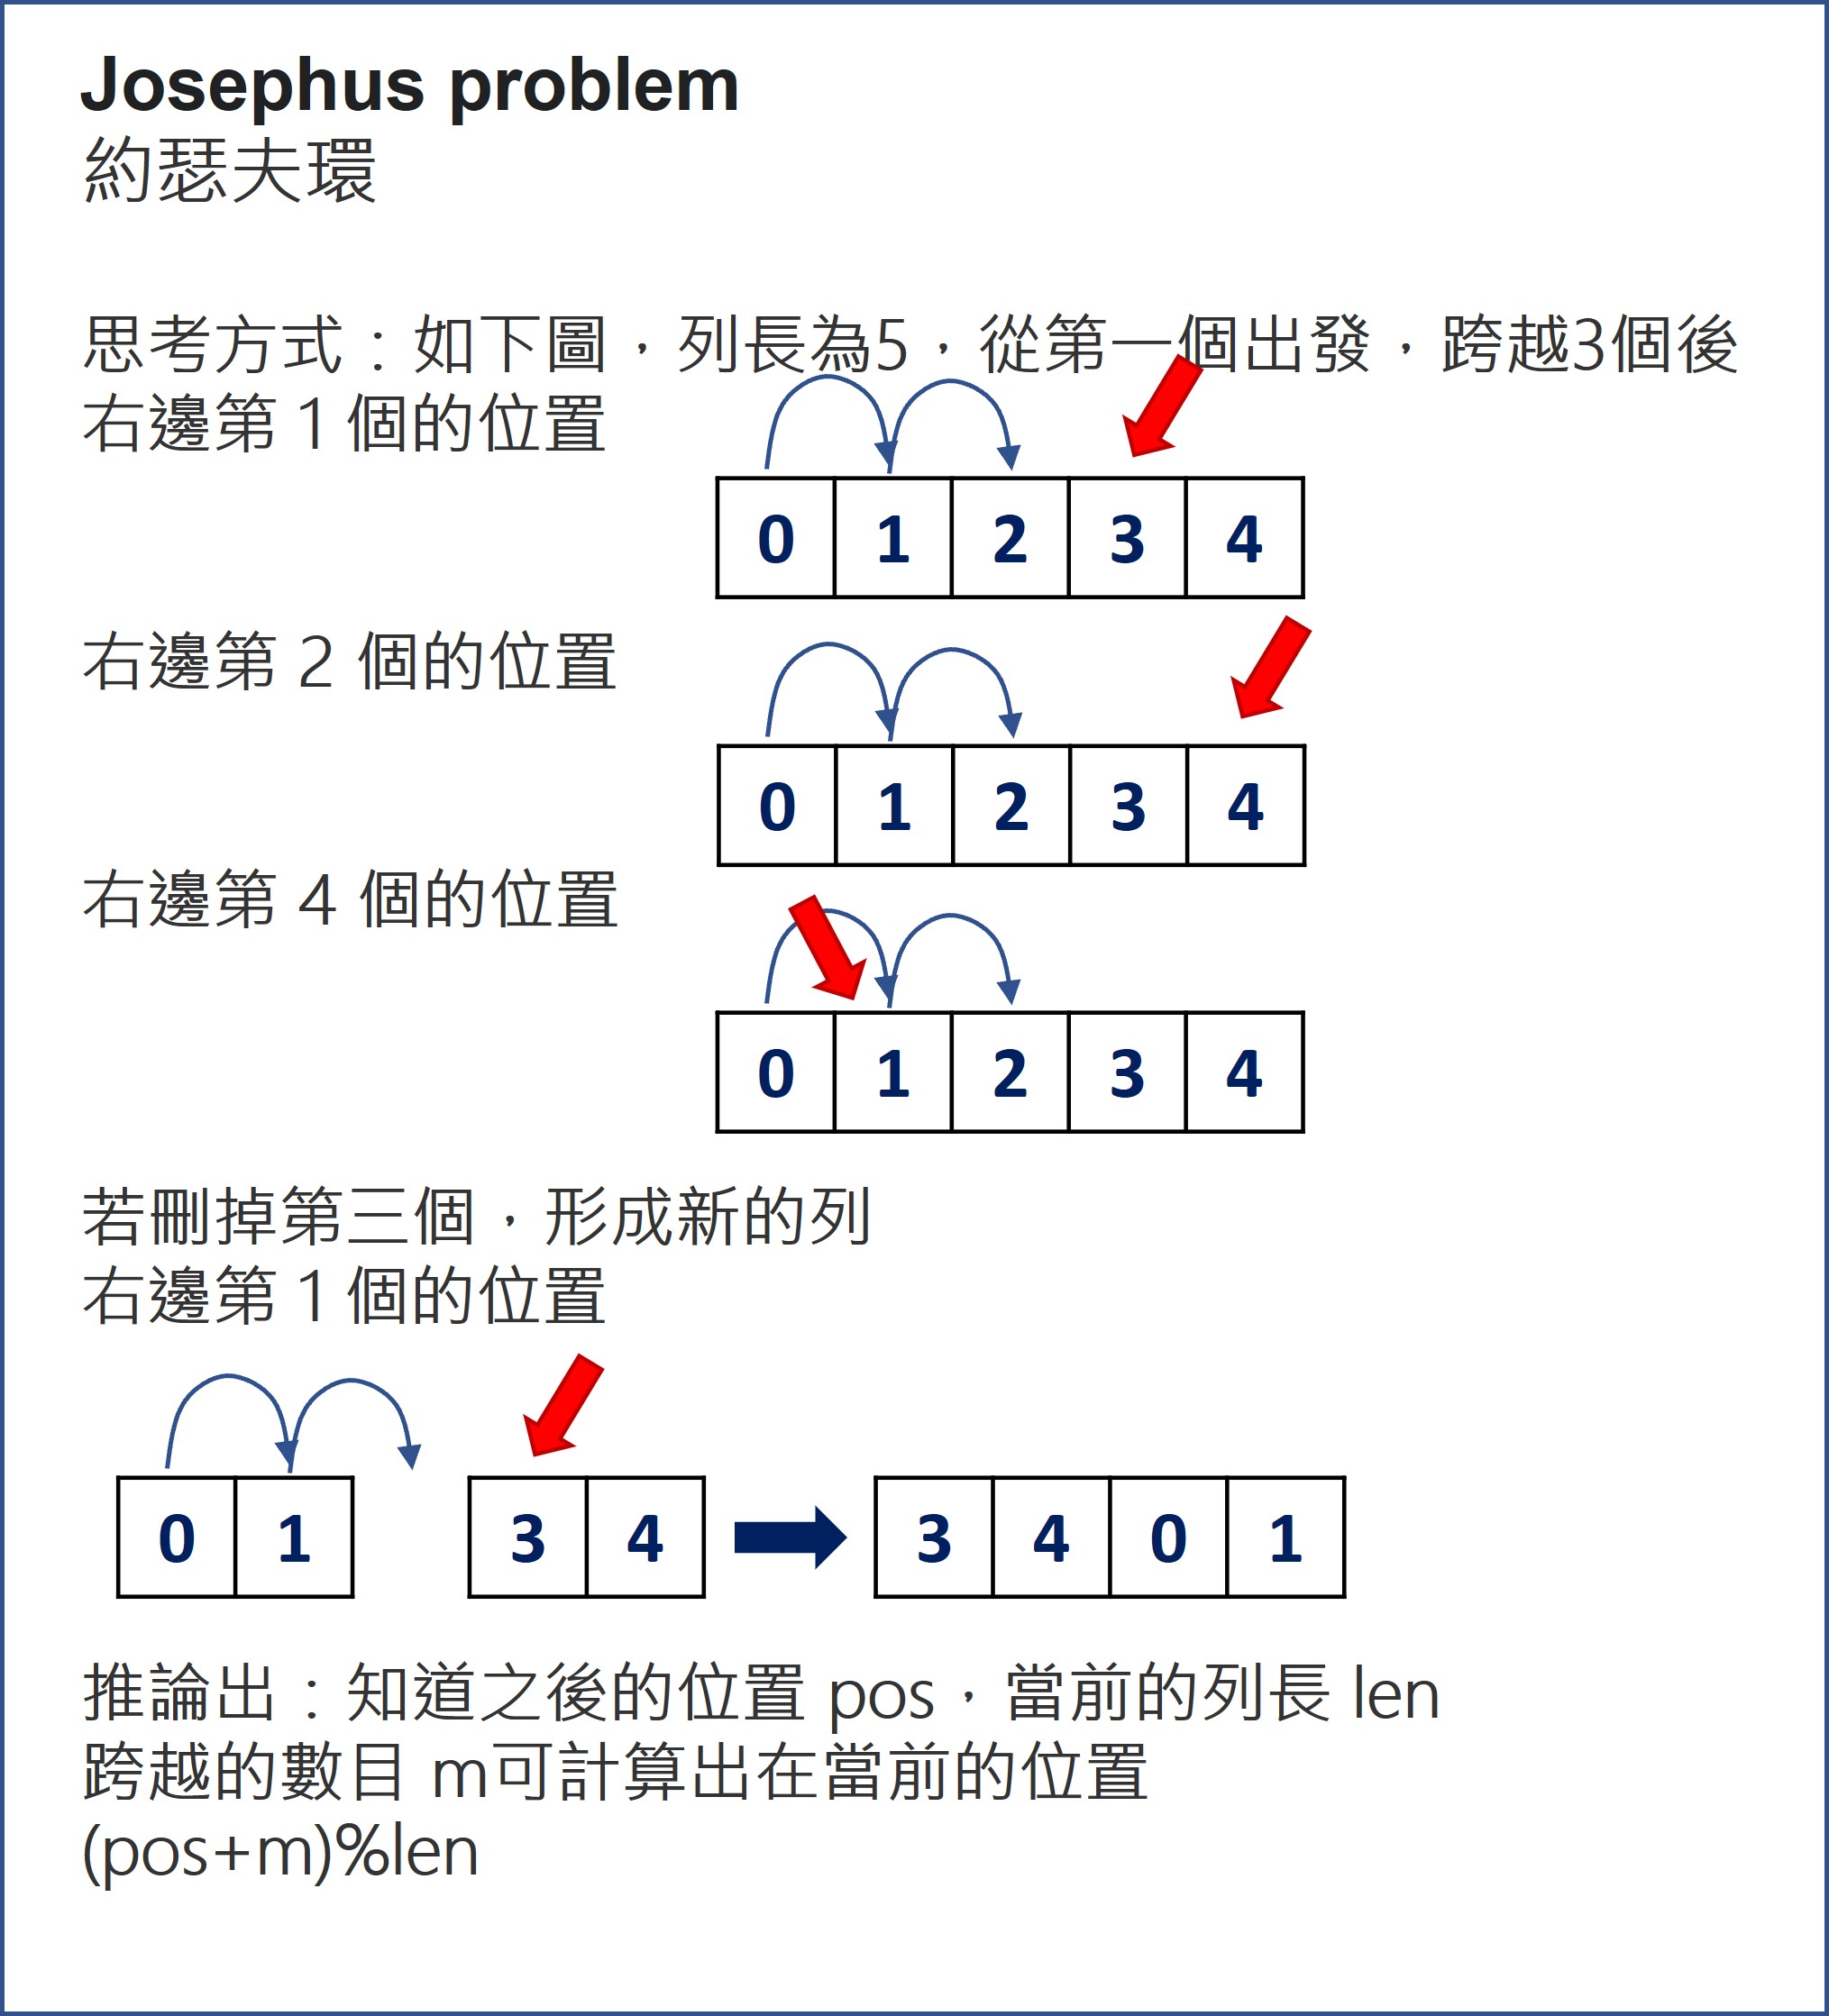 Josephus problem
約瑟夫環
思考方式：如下圖，列長為5，從第一個出發，跨越3個後
右邊第 1 個的位置
0 1 2 3 4
右邊第 2 個的位置
0 1 2 3 4
右邊第 4 個的位置
0 1 2 3 4
若刪掉第三個，形成新的列
右邊第 1 個的位置
0 1 3 4 3 4 0 1
推論出：知道之後的位置 pos，當前的列長 len
跨越的數目 m可計算出在當前的位置
(pos+m)%len